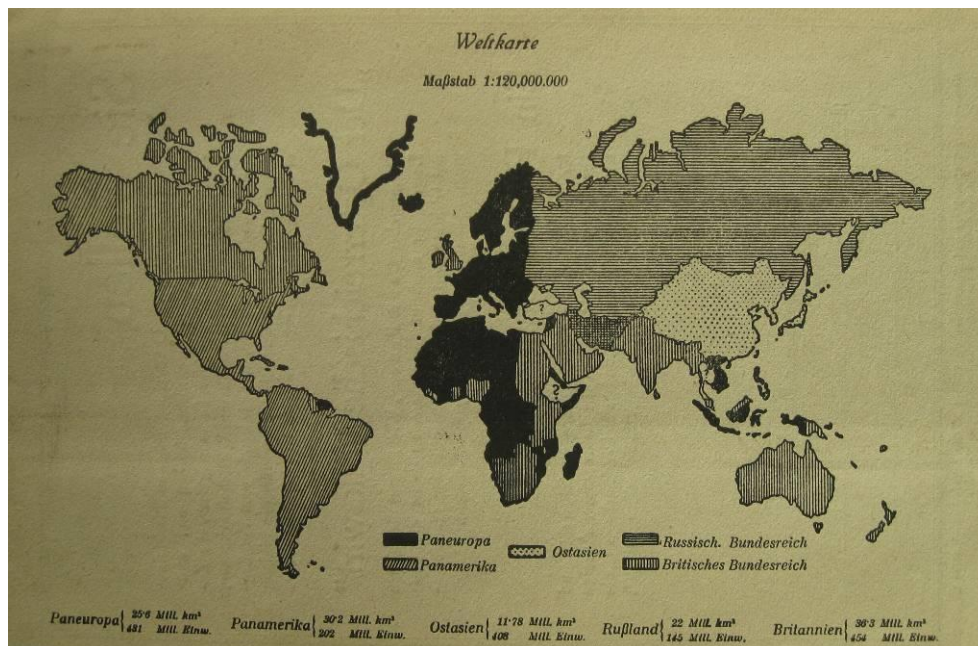 Weltkarte
Maßstab 1:120,000.000
?
?
Paneuropa
Panamerika
Ostasien
Russisch. Bundesreich
Britisches Bundesreich
Paneuropa { 25·6 Mill. km² 431 Mill. Einw.
Panamerika { 30·2 Mill. km² 202 Mill. Einw.
Ostasien { 11·78 Mill. km² 408 Mill. Einw.
Rußland { 22 Mill. km² 145 Mill. Einw.
Britannien { 36·3 Mill. km² 454 Mill. Einw.